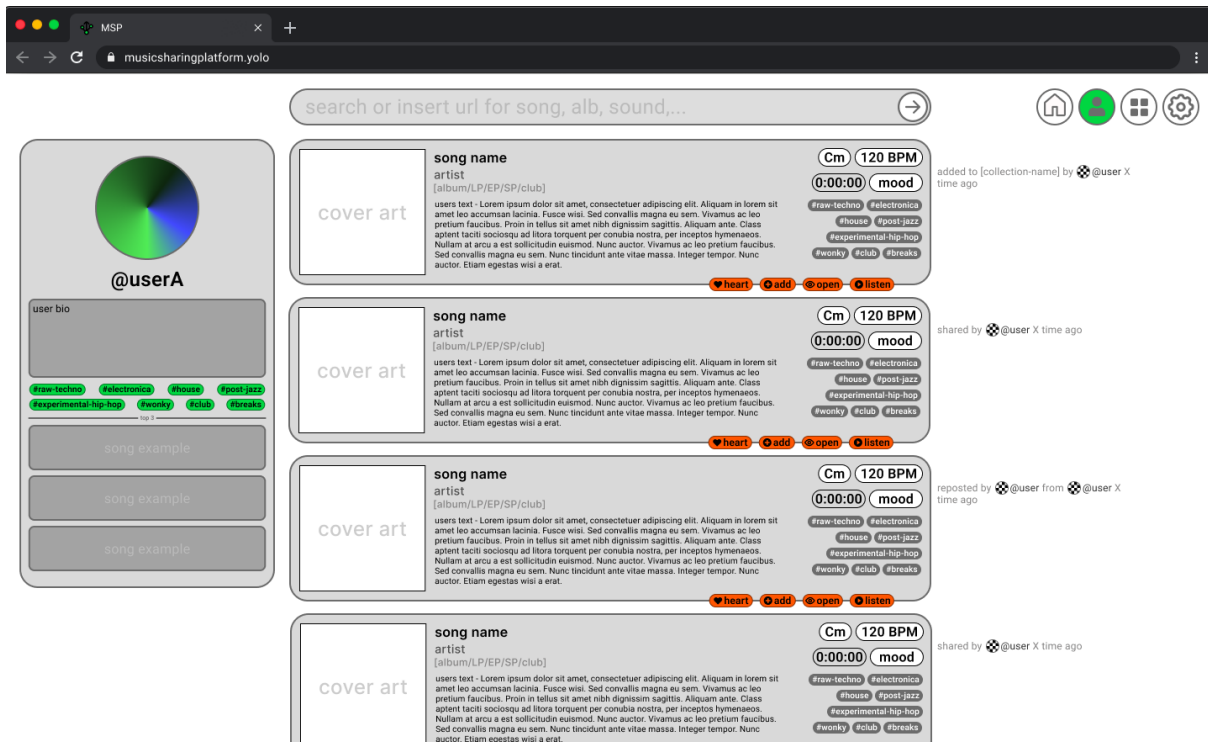 MSP
musicsharingplatform.yolo
search or insert url for song, alb, sound,...
@userA
user bio
#raw-techno #electronica #house #post-jazz
#experimental-hip-hop #wonky #club #breaks
top 3
song example
song example
song example
cover art
song name
artist
[album/LP/EP/SP/club]
users text - Lorem ipsum dolor sit amet, consectetuer adipiscing elit. Aliquam in lorem sit
amet leo accumsan lacinia. Fusce wisi. Sed convallis magna eu sem. Vivamus ac leo
pretium faucibus. Proin in tellus sit amet nibh dignissim sagittis. Aliquam ante. Class
aptent taciti sociosqu ad litora torquent per conubia nostra, per inceptos hymenaeos.
Nullam at arcu a est sollicitudin euismod. Nunc auctor. Vivamus ac leo pretium faucibus.
Sed convallis magna eu sem. Nunc tincidunt ante vitae massa. Integer tempor. Nunc
auctor. Etiam egestas wisi a erat.
Cm 120 BPM
0:00:00 mood
#raw-techno #electronica
#house #post-jazz
#experimental-hip-hop
#wonky #club #breaks
heart add open listen
added to [collection-name] by @user X
time ago
cover art
song name
artist
[album/LP/EP/SP/club]
users text - Lorem ipsum dolor sit amet, consectetuer adipiscing elit. Aliquam in lorem sit
amet leo accumsan lacinia. Fusce wisi. Sed convallis magna eu sem. Vivamus ac leo
pretium faucibus. Proin in tellus sit amet nibh dignissim sagittis. Aliquam ante. Class
aptent taciti sociosqu ad litora torquent per conubia nostra, per inceptos hymenaeos.
Nullam at arcu a est sollicitudin euismod. Nunc auctor. Vivamus ac leo pretium faucibus.
Sed convallis magna eu sem. Nunc tincidunt ante vitae massa. Integer tempor. Nunc
auctor. Etiam egestas wisi a erat.
Cm 120 BPM
0:00:00 mood
#raw-techno #electronica
#house #post-jazz
#experimental-hip-hop
#wonky #club #breaks
heart add open listen
shared by @user X time ago
cover art
song name
artist
[album/LP/EP/SP/club]
users text - Lorem ipsum dolor sit amet, consectetuer adipiscing elit. Aliquam in lorem sit
amet leo accumsan lacinia. Fusce wisi. Sed convallis magna eu sem. Vivamus ac leo
pretium faucibus. Proin in tellus sit amet nibh dignissim sagittis. Aliquam ante. Class
aptent taciti sociosqu ad litora torquent per conubia nostra, per inceptos hymenaeos.
Nullam at arcu a est sollicitudin euismod. Nunc auctor. Vivamus ac leo pretium faucibus.
Sed convallis magna eu sem. Nunc tincidunt ante vitae massa. Integer tempor. Nunc
auctor. Etiam egestas wisi a erat.
Cm 120 BPM
0:00:00 mood
#raw-techno #electronica
#house #post-jazz
#experimental-hip-hop
#wonky #club #breaks
heart add open listen
reposted by @user from @user X
time ago
cover art
song name
artist
[album/LP/EP/SP/club]
users text - Lorem ipsum dolor sit amet, consectetuer adipiscing elit. Aliquam in lorem sit
amet leo accumsan lacinia. Fusce wisi. Sed convallis magna eu sem. Vivamus ac leo
pretium faucibus. Proin in tellus sit amet nibh dignissim sagittis. Aliquam ante. Class
aptent taciti sociosqu ad litora torquent per conubia nostra, per inceptos hymenaeos.
Nullam at arcu a est sollicitudin euismod. Nunc auctor. Vivamus ac leo pretium faucibus.
Sed convallis magna eu sem. Nunc tincidunt ante vitae massa. Integer tempor. Nunc
auctor. Etiam egestas wisi a erat.
Cm 120 BPM
0:00:00 mood
#raw-techno #electronica
#house #post-jazz
#experimental-hip-hop
#wonky #club #breaks
shared by @user X time ago